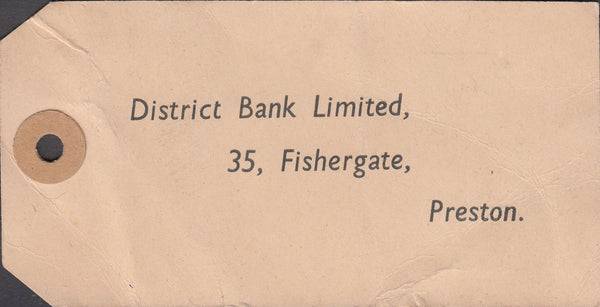 District Bank Limited,
35, Fishergate,
Preston.